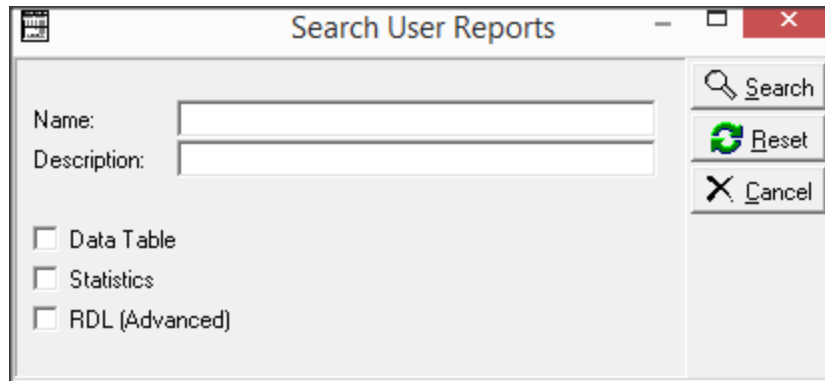 Search User Reports
Search
Name:
Reset
Description:
Cancel
Data Table
Statistics
RDL (Advanced)